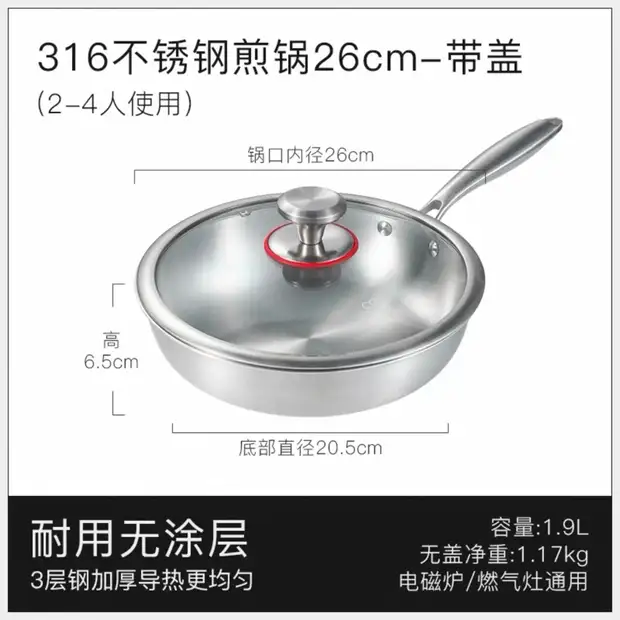 316不锈钢煎锅26cm-带盖
(2-4人使用)
锅口内径26cm
高
6.5cm
底部直径20.5cm
耐用无涂层
3层钢加厚导热更均匀
容量:1.9L
无盖净重:1.17kg
电磁炉/燃气灶通用